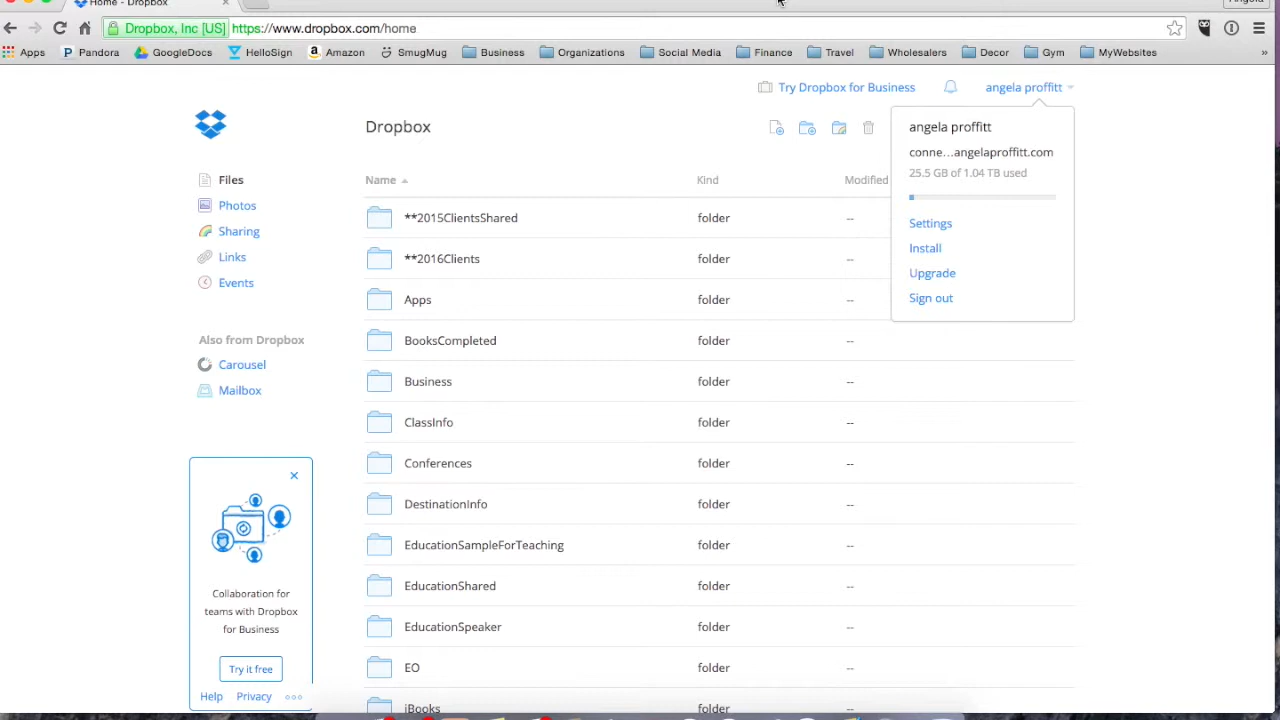 Home - Dropbox
Angela
Dropbox, Inc [US] https://www.dropbox.com/home
Apps Pandora GoogleDocs HelloSign Amazon SmugMug Business Organizations Social Media Finance Travel Wholesalers Decor Gym MyWebsites »
Try Dropbox for Business angela proffitt
Dropbox
angela proffitt
conne...angelaproffitt.com
25.5 GB of 1.04 TB used
Settings
Install
Upgrade
Sign out
Files
Photos
Sharing
Links
Events
Also from Dropbox
Carousel
Mailbox
Collaboration for
teams with Dropbox
for Business
Try it free
Help Privacy
Name Kind Modified
**2015ClientsShared folder --
**2016Clients folder --
Apps folder --
BooksCompleted folder --
Business folder --
ClassInfo folder --
Conferences folder --
DestinationInfo folder --
EducationSampleForTeaching folder --
EducationShared folder --
EducationSpeaker folder --
EO folder --
iBooks folder --